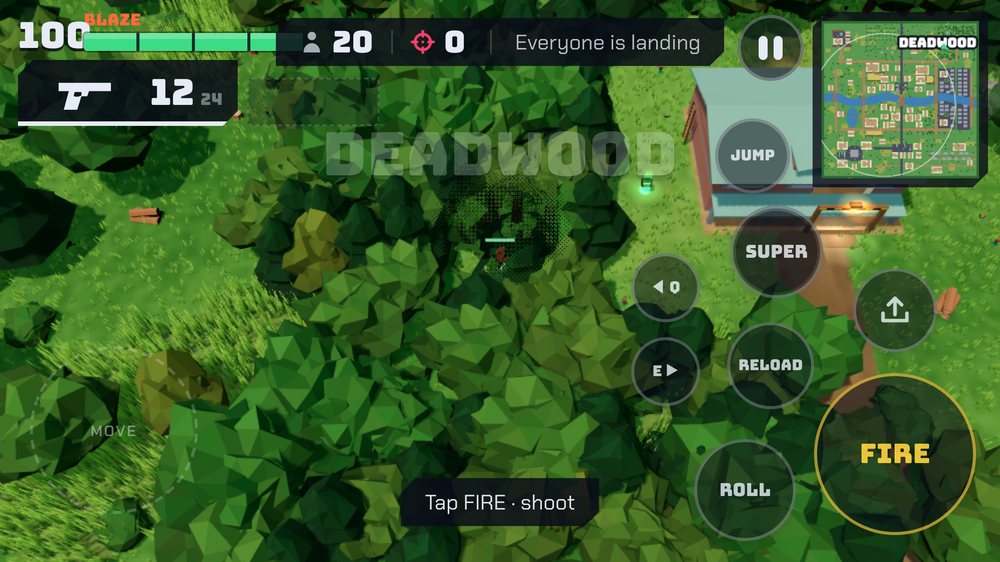 BLAZE
100
20
0
Everyone is landing
DEADWOOD
12 24
DEADWOOD
JUMP
SUPER
Q
E
RELOAD
MOVE
FIRE
ROLL
Tap FIRE · shoot